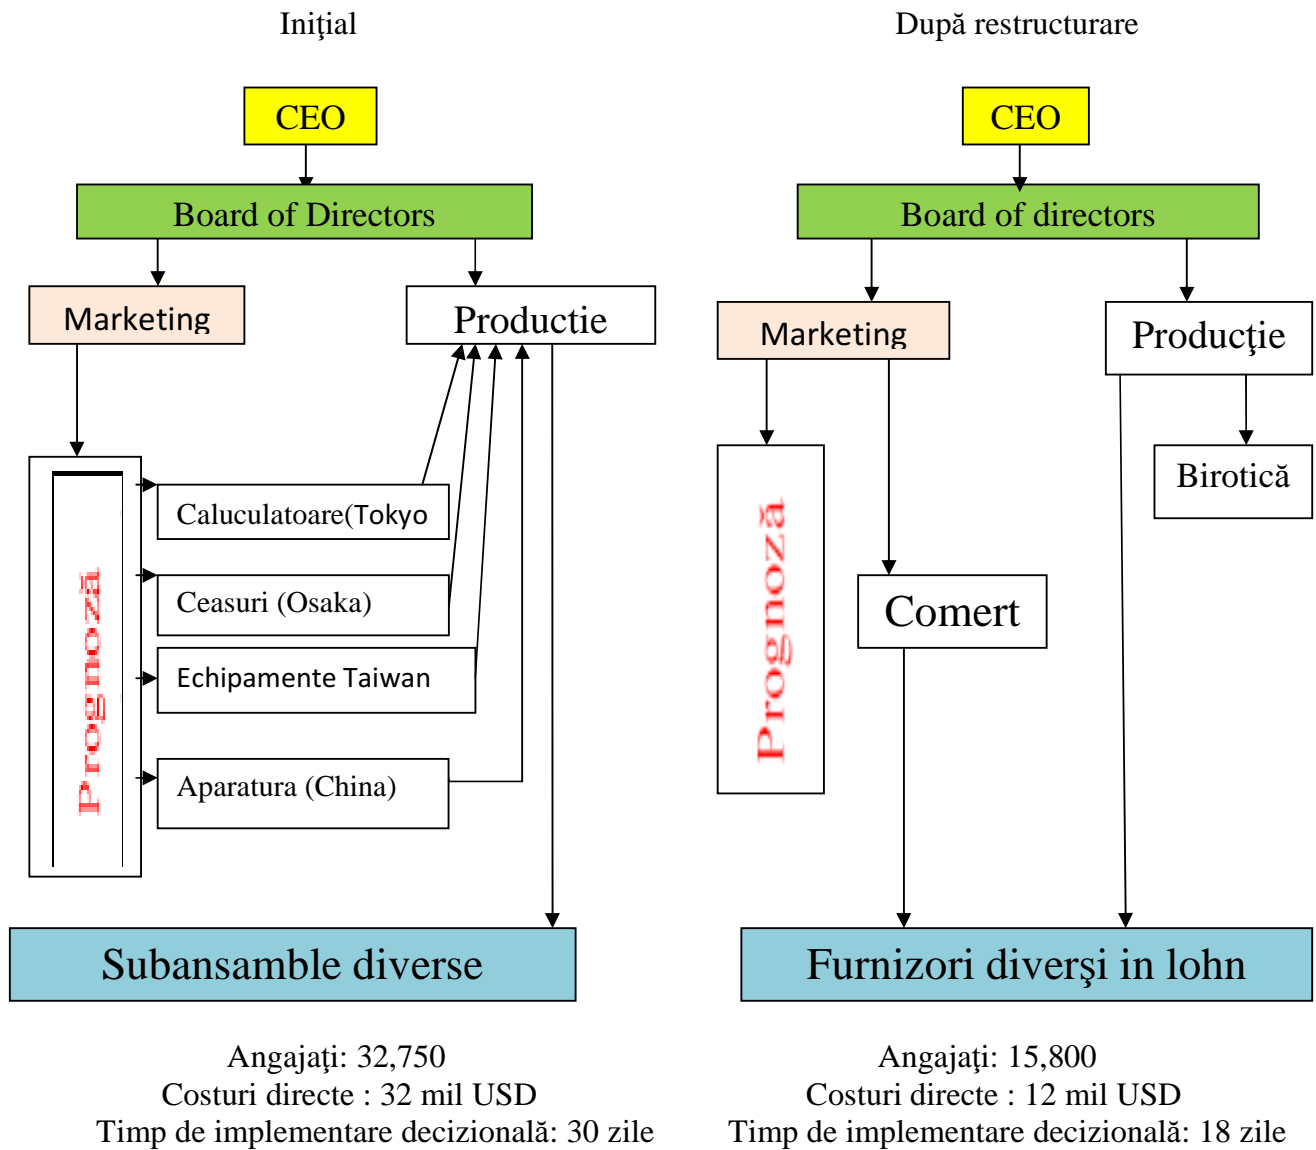 Iniţial
După restructurare
CEO
CEO
Board of Directors
Board of directors
Marketing
Productie
Marketing
Producţie
Prognoză
Caluculatoare(Tokyo
Ceasuri (Osaka)
Echipamente Taiwan
Aparatura (China)
Prognoză
Birotică
Comert
Subansamble diverse
Furnizori diverşi in lohn
Angajaţi: 32,750
Costuri directe : 32 mil USD
Timp de implementare decizională: 30 zile
Angajaţi: 15,800
Costuri directe : 12 mil USD
Timp de implementare decizională: 18 zile